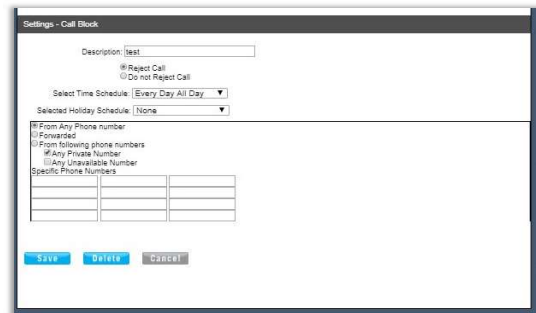 Settings - Call Block
Description: test
Reject Call
Do not Reject Call
Select Time Schedule: Every Day All Day
Selected Holiday Schedule: None
From Any Phone number
Forwarded
From following phone numbers
Any Private Number
Any Unavailable Number
Specific Phone Numbers
Save Delete Cancel